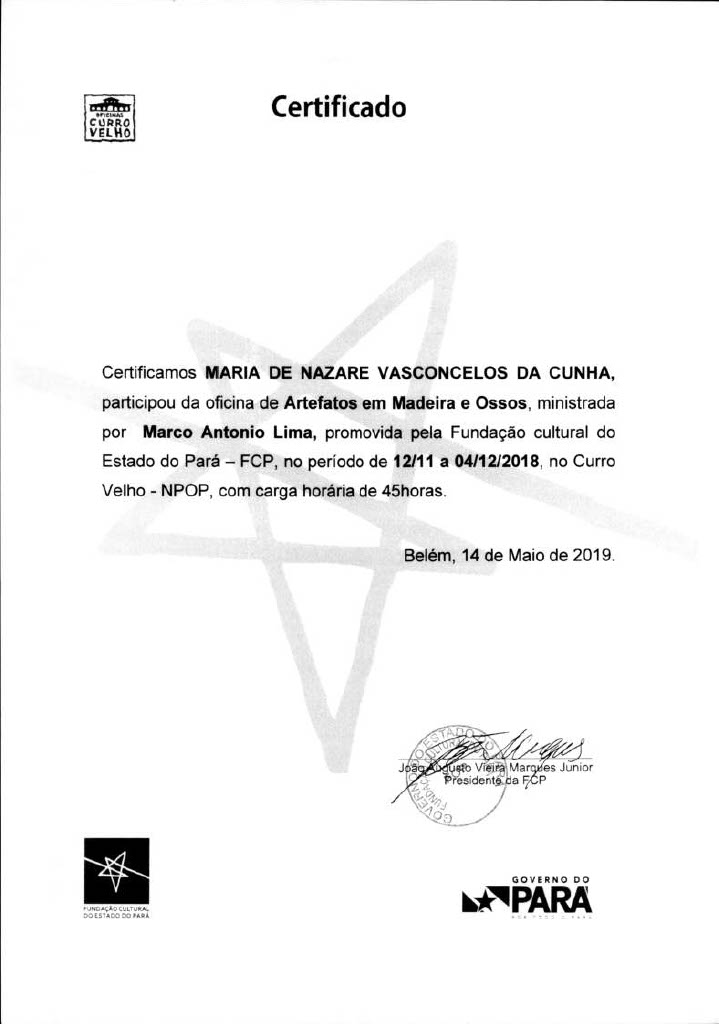 Certificado
OFICINAS
CURRO
VELHO
Certificamos MARIA DE NAZARE VASCONCELOS DA CUNHA,
participou da oficina de Artefatos em Madeira e Ossos, ministrada
por Marco Antonio Lima, promovida pela Fundação cultural do
Estado do Pará – FCP, no período de 12/11 a 04/12/2018, no Curro
Velho - NPOP, com carga horária de 45horas.
Belém, 14 de Maio de 2019.
João Augusto Vieira Marques Junior
Presidente da FCP
FUNDAÇÃO CULTURAL
DO ESTADO DO PARÁ
GOVERNO DO
PARÁ